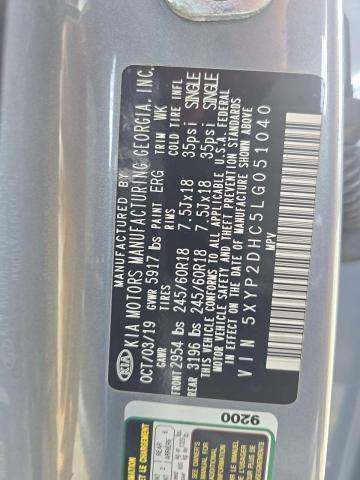 MANUFACTURED BY
KIA KIA MOTORS MANUFACTURING GEORGIA, INC.
OCT/03/19 PAINT ERG TRIM WK
GVWR 5917 lbs
GAWR TIRES RIMS COLD TIRE INFL
FRONT 2954 lbs 245/60R18 7.5Jx18 35psi SINGLE
REAR 3196 lbs 245/60R18 7.5Jx18 35psi SINGLE
THIS VEHICLE CONFORMS TO ALL APPLICABLE U.S.A. FEDERAL
MOTOR VEHICLE SAFETY AND THEFT PREVENTION STANDARDS
IN EFFECT ON THE DATE OF MANUFACTURE SHOWN ABOVE
VIN 5XYP2DHC5LG051040
MPV
9200